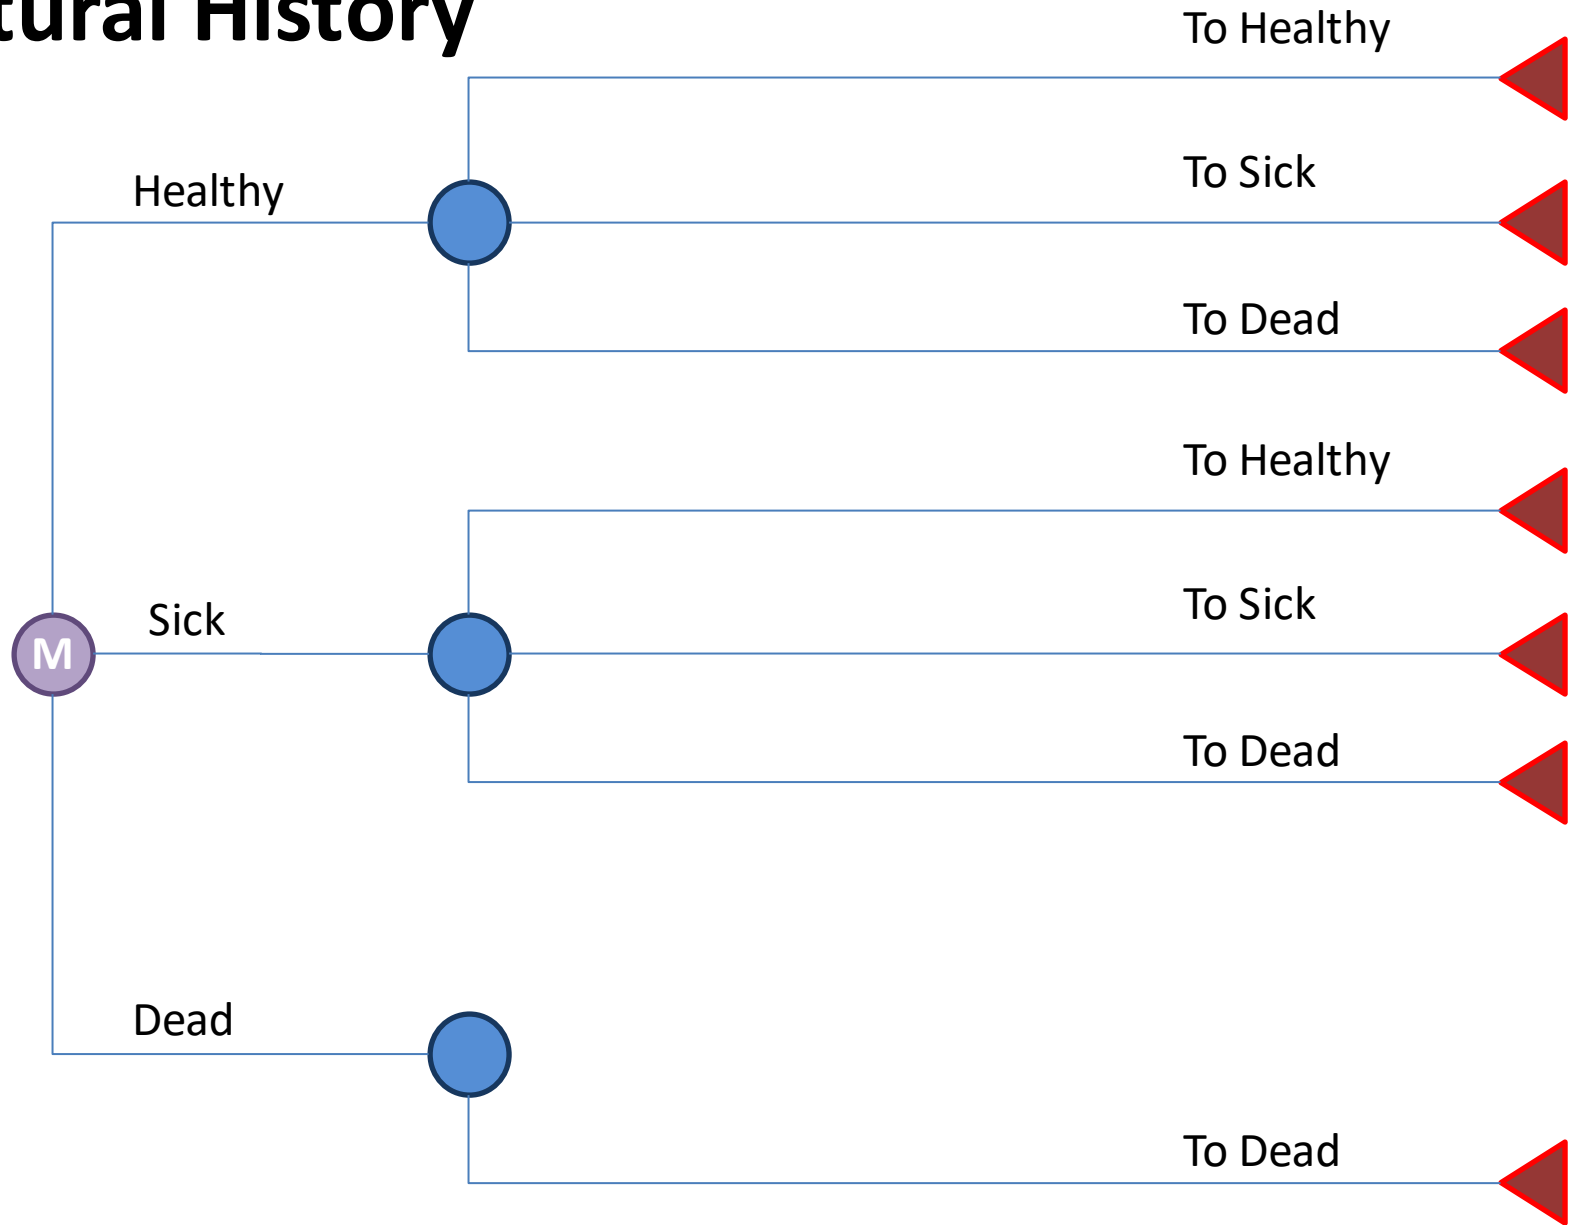 tural History
To Healthy
Healthy
To Sick
To Dead
To Healthy
M
Sick
To Sick
To Dead
Dead
To Dead